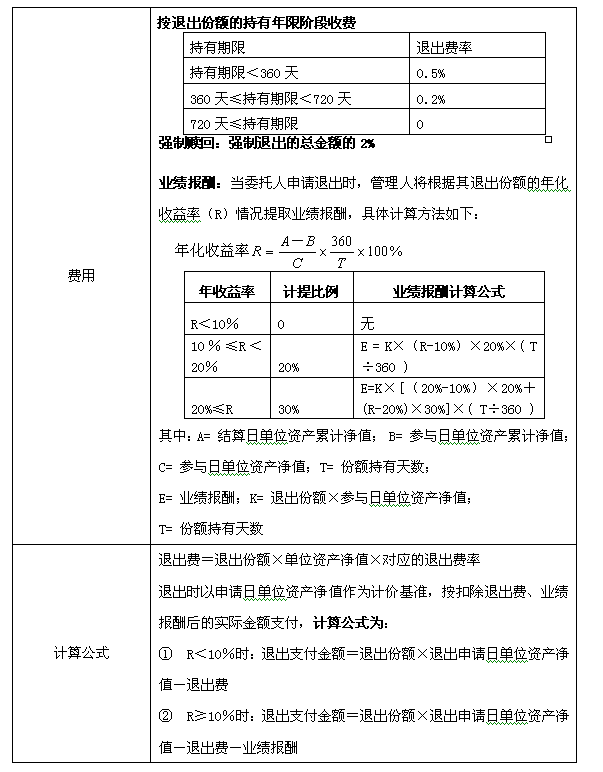 费用
按退出份额的持有年限阶段收费
持有期限 退出费率
持有期限＜360 天 0.5%
360 天≤持有期限＜720 天 0.2%
720 天≤持有期限 0
强制赎回：强制退出的总金额的 2%
业绩报酬：当委托人申请退出时，管理人将根据其退出份额的年化
收益率（R）情况提取业绩报酬，具体计算方法如下：
年化收益率 R = (A－B)/C × 360/T ×100%
年收益率 计提比例 业绩报酬计算公式
R＜10％ 0 无
10％≤R＜
20％ 20%
E = K×（R-10%）×20%×( T
÷360 )
20%≤R 30%
E=K×[（20%-10%）×20%＋
(R-20%)×30%]×( T÷360 )
其中：A= 结算日单位资产累计净值； B= 参与日单位资产累计净值；
C= 参与日单位资产净值；T= 份额持有天数；
E= 业绩报酬；K= 退出份额×参与日单位资产净值；
T= 份额持有天数
计算公式
退出费＝退出份额×单位资产净值×对应的退出费率
退出时以申请日单位资产净值作为计价基准，按扣除退出费、业绩
报酬后的实际金额支付，计算公式为：
① R＜10％时：退出支付金额＝退出份额×退出申请日单位资产净
值－退出费
② R≥10％时：退出支付金额＝退出份额×退出申请日单位资产净
值－退出费－业绩报酬